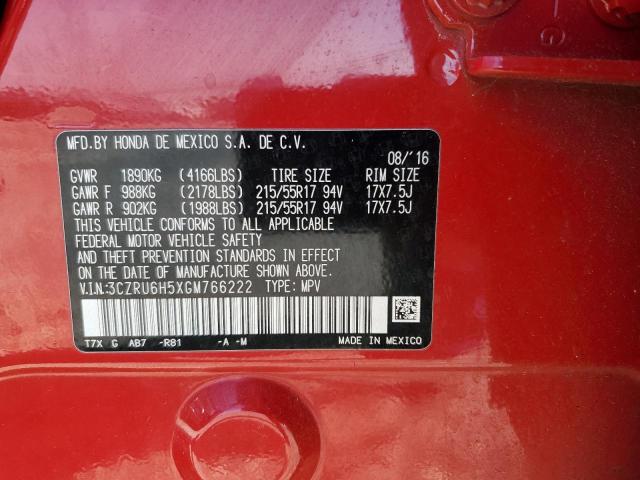 MFD.BY HONDA DE MEXICO S.A. DE C.V.
08/'16
GVWR 1890KG (4166LBS) TIRE SIZE RIM SIZE
GAWR F 988KG (2178LBS) 215/55R17 94V 17X7.5J
GAWR R 902KG (1988LBS) 215/55R17 94V 17X7.5J
THIS VEHICLE CONFORMS TO ALL APPLICABLE
FEDERAL MOTOR VEHICLE SAFETY
AND THEFT PREVENTION STANDARDS IN EFFECT
ON THE DATE OF MANUFACTURE SHOWN ABOVE.
V.I.N.:3CZRU6H5XGM766222 TYPE: MPV
T7X G AB7 -R81 -A -M MADE IN MEXICO